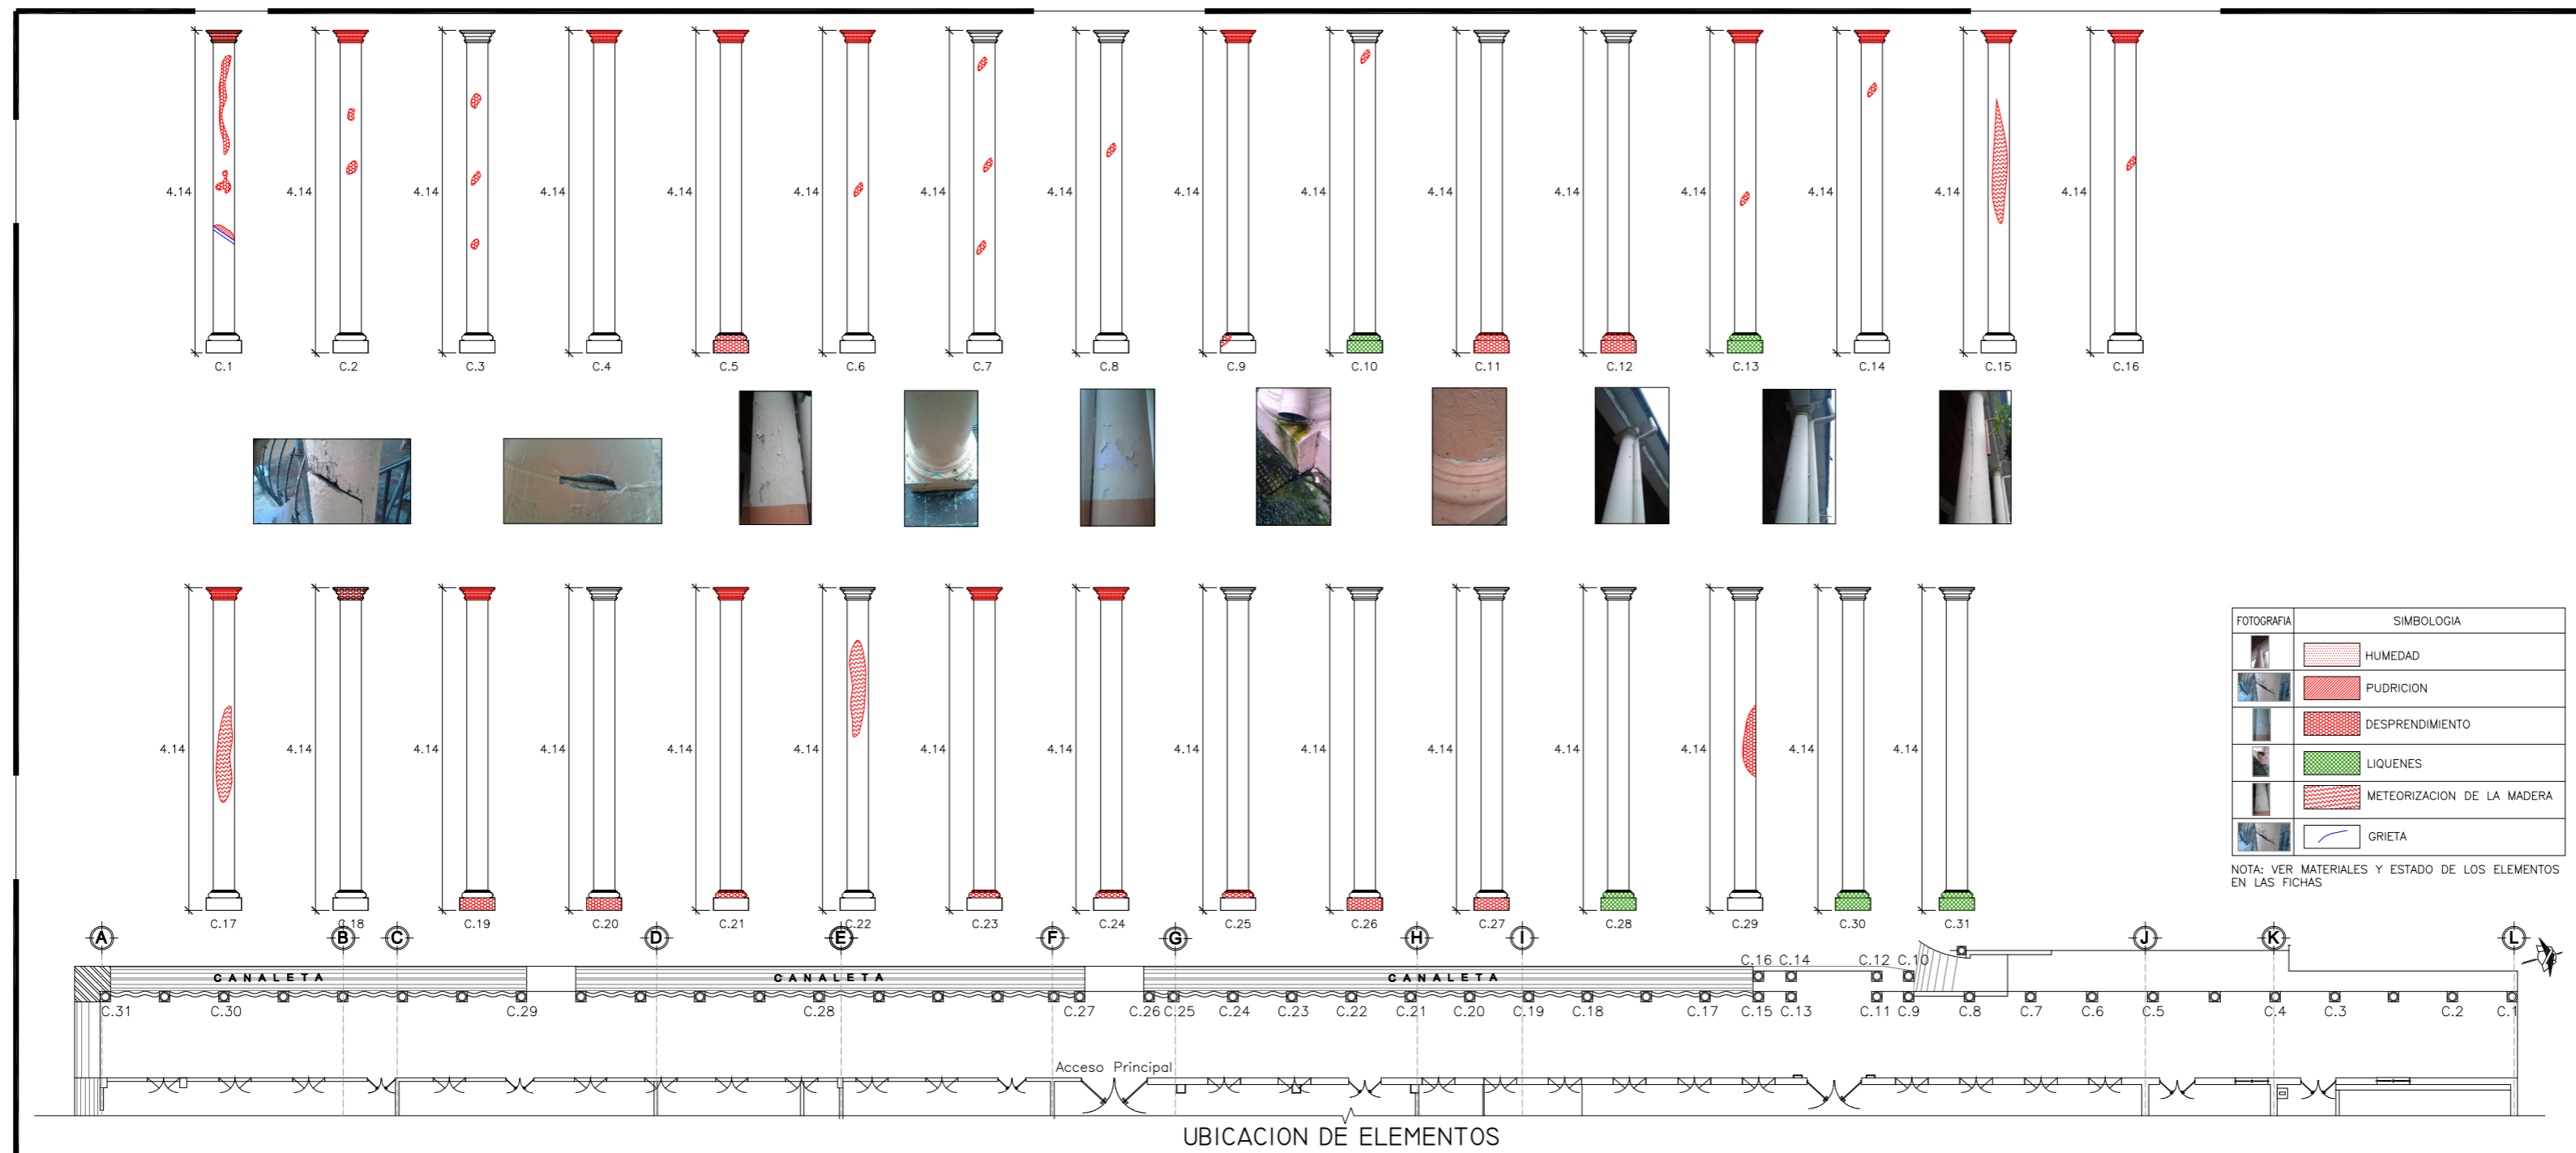 4.14 4.14 4.14 4.14 4.14 4.14 4.14 4.14 4.14 4.14 4.14 4.14 4.14 4.14 4.14 4.14
C.1 C.2 C.3 C.4 C.5 C.6 C.7 C.8 C.9 C.10 C.11 C.12 C.13 C.14 C.15 C.16
4.14 4.14 4.14 4.14 4.14 4.14 4.14 4.14 4.14 4.14 4.14 4.14 4.14 4.14 4.14
C.17 C.18 C.19 C.20 C.21 C.22 C.23 C.24 C.25 C.26 C.27 C.28 C.29 C.30 C.31
FOTOGRAFIA SIMBOLOGIA
HUMEDAD
PUDRICION
DESPRENDIMIENTO
LIQUENES
METEORIZACION DE LA MADERA
GRIETA
NOTA: VER MATERIALES Y ESTADO DE LOS ELEMENTOS
EN LAS FICHAS
A B C D E F G H I J K L
C.16 C.14 C.12 C.10
CANALETA CANALETA CANALETA
C.31 C.30 C.29 C.28 C.27 C.26 C.25 C.24 C.23 C.22 C.21 C.20 C.19 C.18 C.17 C.15 C.13 C.11 C.9 C.8 C.7 C.6 C.5 C.4 C.3 C.2 C.1
Acceso Principal
UBICACION DE ELEMENTOS